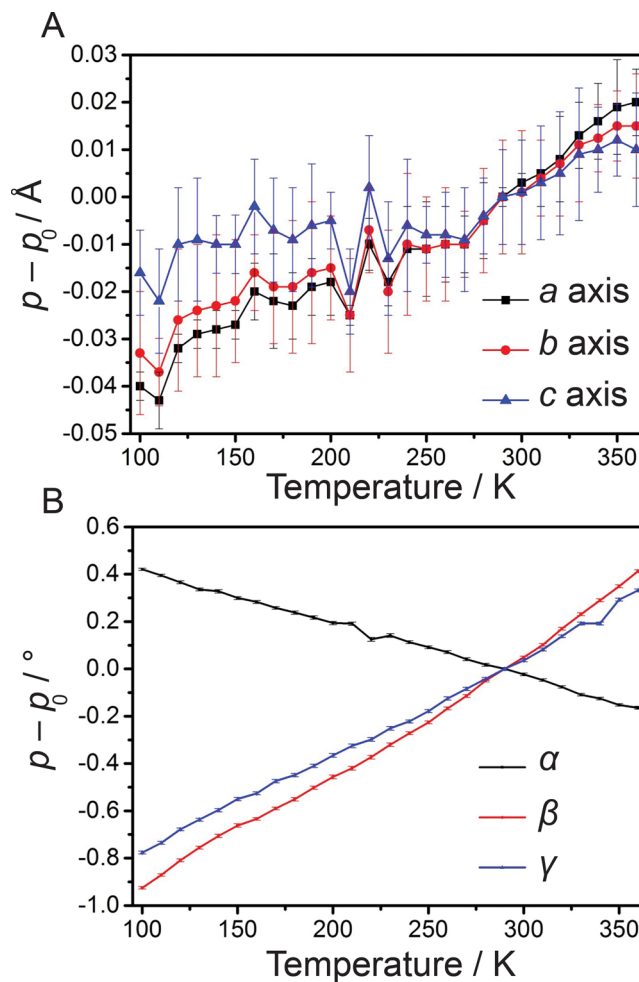 A
0.03
0.02
0.01
0.00
-0.01
-0.02
-0.03
-0.04
-0.05
p – p0 / Å
a axis
b axis
c axis
100 150 200 250 300 350
Temperature / K
B
0.6
0.4
0.2
0.0
-0.2
-0.4
-0.6
-0.8
-1.0
p – p0 / °
α
β
γ
100 150 200 250 300 350
Temperature / K